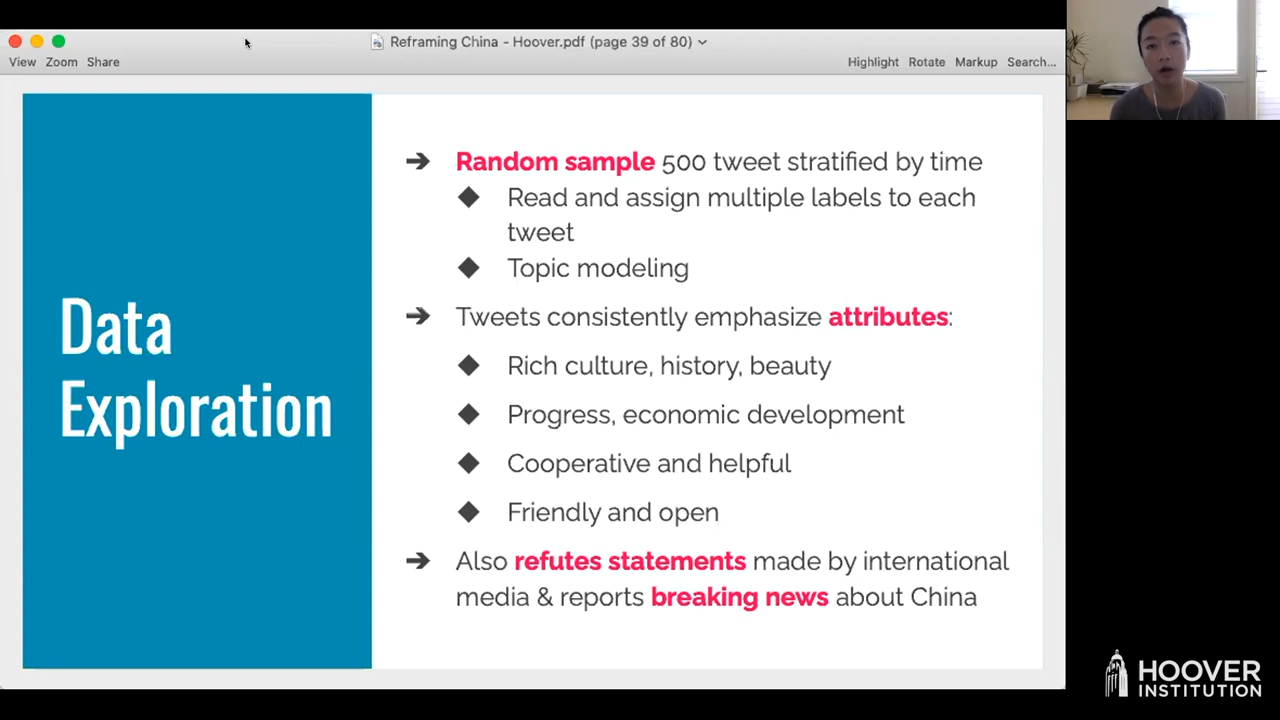 Reframing China - Hoover.pdf (page 39 of 80)
View Zoom Share
Highlight Rotate Markup Search...
Data
Exploration
➔ Random sample 500 tweet stratified by time
◆ Read and assign multiple labels to each
tweet
◆ Topic modeling
➔ Tweets consistently emphasize attributes:
◆ Rich culture, history, beauty
◆ Progress, economic development
◆ Cooperative and helpful
◆ Friendly and open
➔ Also refutes statements made by international
media & reports breaking news about China
HOOVER
INSTITUTION